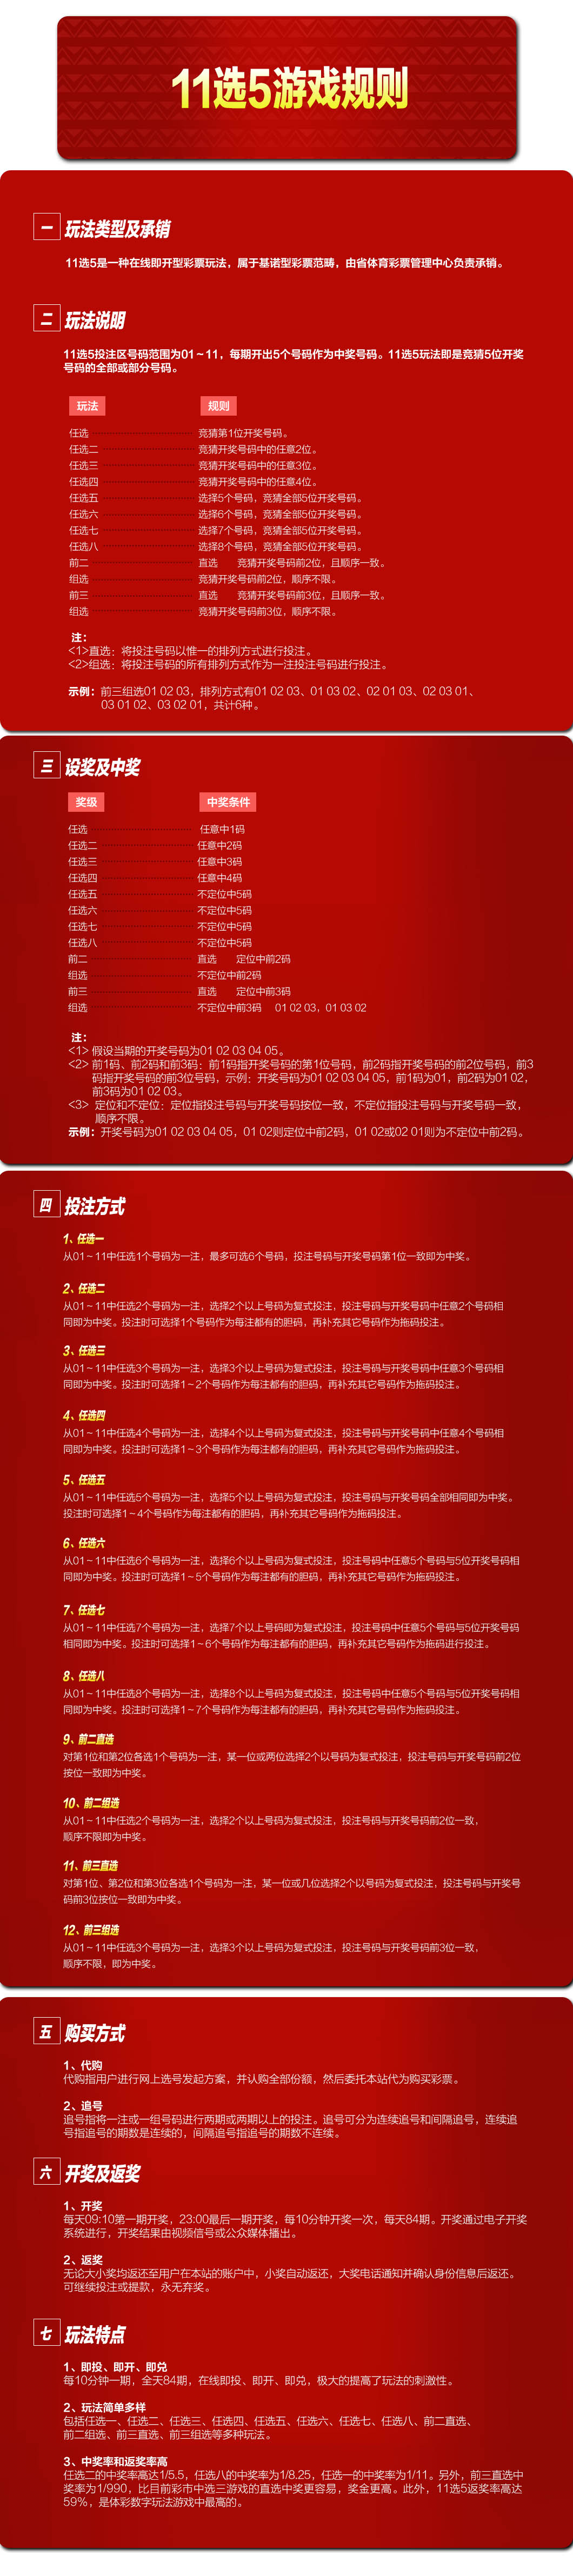 11选5游戏规则
一 玩法类型及承销
11选5是一种在线即开型彩票玩法，属于基诺型彩票范畴，由省体育彩票管理中心负责承销。
二 玩法说明
11选5投注区号码范围为01～11，每期开出5个号码作为中奖号码。11选5玩法即是竞猜5位开奖
号码的全部或部分号码。
玩法 规则
任选 竞猜第1位开奖号码。
任选二 竞猜开奖号码中的任意2位。
任选三 竞猜开奖号码中的任意3位。
任选四 竞猜开奖号码中的任意4位。
任选五 选择5个号码，竞猜全部5位开奖号码。
任选六 选择6个号码，竞猜全部5位开奖号码。
任选七 选择7个号码，竞猜全部5位开奖号码。
任选八 选择8个号码，竞猜全部5位开奖号码。
前二 直选 竞猜开奖号码前2位，且顺序一致。
组选 竞猜开奖号码前2位，顺序不限。
前三 直选 竞猜开奖号码前3位，且顺序一致。
组选 竞猜开奖号码前3位，顺序不限。
注：
<1>直选：将投注号码以惟一的排列方式进行投注。
<2>组选：将投注号码的所有排列方式作为一注投注号码进行投注。
示例：前三组选01 02 03，排列方式有01 02 03、01 03 02、02 01 03、02 03 01、
03 01 02、03 02 01，共计6种。
三 设奖及中奖
奖级 中奖条件
任选 任意中1码
任选二 任意中2码
任选三 任意中3码
任选四 任意中4码
任选五 不定位中5码
任选六 不定位中5码
任选七 不定位中5码
任选八 不定位中5码
前二 直选 定位中前2码
组选 不定位中前2码
前三 直选 定位中前3码
组选 不定位中前3码 01 02 03，01 03 02
注：
<1> 假设当期的开奖号码为01 02 03 04 05。
<2> 前1码、前2码和前3码：前1码指开奖号码的第1位号码，前2码指开奖号码的前2位号码，前3
码指开奖号码的前3位号码，示例：开奖号码为01 02 03 04 05，前1码为01，前2码为01 02，
前3码为01 02 03。
<3> 定位和不定位：定位指投注号码与开奖号码按位一致，不定位指投注号码与开奖号码一致，
顺序不限。
示例：开奖号码为01 02 03 04 05，01 02则定位中前2码，01 02或02 01则为不定位中前2码。
四 投注方式
1、任选一
从01～11中任选1个号码为一注，最多可选6个号码，投注号码与开奖号码第1位一致即为中奖。
2、任选二
从01～11中任选2个号码为一注，选择2个以上号码为复式投注，投注号码与开奖号码中任意2个号码相
同即为中奖。投注时可选择1个号码作为每注都有的胆码，再补充其它号码作为拖码投注。
3、任选三
从01～11中任选3个号码为一注，选择3个以上号码为复式投注，投注号码与开奖号码中任意3个号码相
同即为中奖。投注时可选择1～2个号码作为每注都有的胆码，再补充其它号码作为拖码投注。
4、任选四
从01～11中任选4个号码为一注，选择4个以上号码为复式投注，投注号码与开奖号码中任意4个号码相
同即为中奖。投注时可选择1～3个号码作为每注都有的胆码，再补充其它号码作为拖码投注。
5、任选五
从01～11中任选5个号码为一注，选择5个以上号码为复式投注，投注号码与开奖号码全部相同即为中奖。
投注时可选择1～4个号码作为每注都有的胆码，再补充其它号码作为拖码投注。
6、任选六
从01～11中任选6个号码为一注，选择6个以上号码为复式投注，投注号码中任意5个号码与5位开奖号码相
同即为中奖。投注时可选择1～5个号码作为每注都有的胆码，再补充其它号码作为拖码投注。
7、任选七
从01～11中任选7个号码为一注，选择7个以上号码即为复式投注，投注号码中任意5个号码与5位开奖号码
相同即为中奖。投注时可选择1～6个号码作为每注都有的胆码，再补充其它号码作为拖码进行投注。
8、任选八
从01～11中任选8个号码为一注，选择8个以上号码为复式投注，投注号码中任意5个号码与5位开奖号码相
同即为中奖。投注时可选择1～7个号码作为每注都有的胆码，再补充其它号码作为拖码投注。
9、前二直选
对第1位和第2位各选1个号码为一注，某一位或两位选择2个以号码为复式投注，投注号码与开奖号码前2位
按位一致即为中奖。
10、前二组选
从01～11中任选2个号码为一注，选择2个以上号码为复式投注，投注号码与开奖号码前2位一致，
顺序不限即为中奖。
11、前三直选
对第1位、第2位和第3位各选1个号码为一注，某一位或几位选择2个以号码为复式投注，投注号码与开奖号
码前3位按位一致即为中奖。
12、前三组选
从01～11中任选3个号码为一注，选择3个以上号码为复式投注，投注号码与开奖号码前3位一致，
顺序不限，即为中奖。
五 购买方式
1、代购
代购指用户进行网上选号发起方案，并认购全部份额，然后委托本站代为购买彩票。
2、追号
追号指将一注或一组号码进行两期或两期以上的投注。追号可分为连续追号和间隔追号，连续追
号指追号的期数是连续的，间隔追号指追号的期数不连续。
六 开奖及返奖
1、开奖
每天09:10第一期开奖，23:00最后一期开奖，每10分钟开奖一次，每天84期。开奖通过电子开奖
系统进行，开奖结果由视频信号或公众媒体播出。
2、返奖
无论大小奖均返还至用户在本站的账户中，小奖自动返还，大奖电话通知并确认身份信息后返还。
可继续投注或提款，永无弃奖。
七 玩法特点
1、即投、即开、即兑
每10分钟一期，全天84期，在线即投、即开、即兑，极大的提高了玩法的刺激性。
2、玩法简单多样
包括任选一、任选二、任选三、任选四、任选五、任选六、任选七、任选八、前二直选、
前二组选、前三直选、前三组选等多种玩法。
3、中奖率和返奖率高
任选二的中奖率高达1/5.5，任选八的中奖率为1/8.25，任选一的中奖率为1/11。另外，前三直选中
奖率为1/990，比目前彩市中选三游戏的直选中奖更容易，奖金更高。此外，11选5返奖率高达
59%，是体彩数字玩法游戏中最高的。